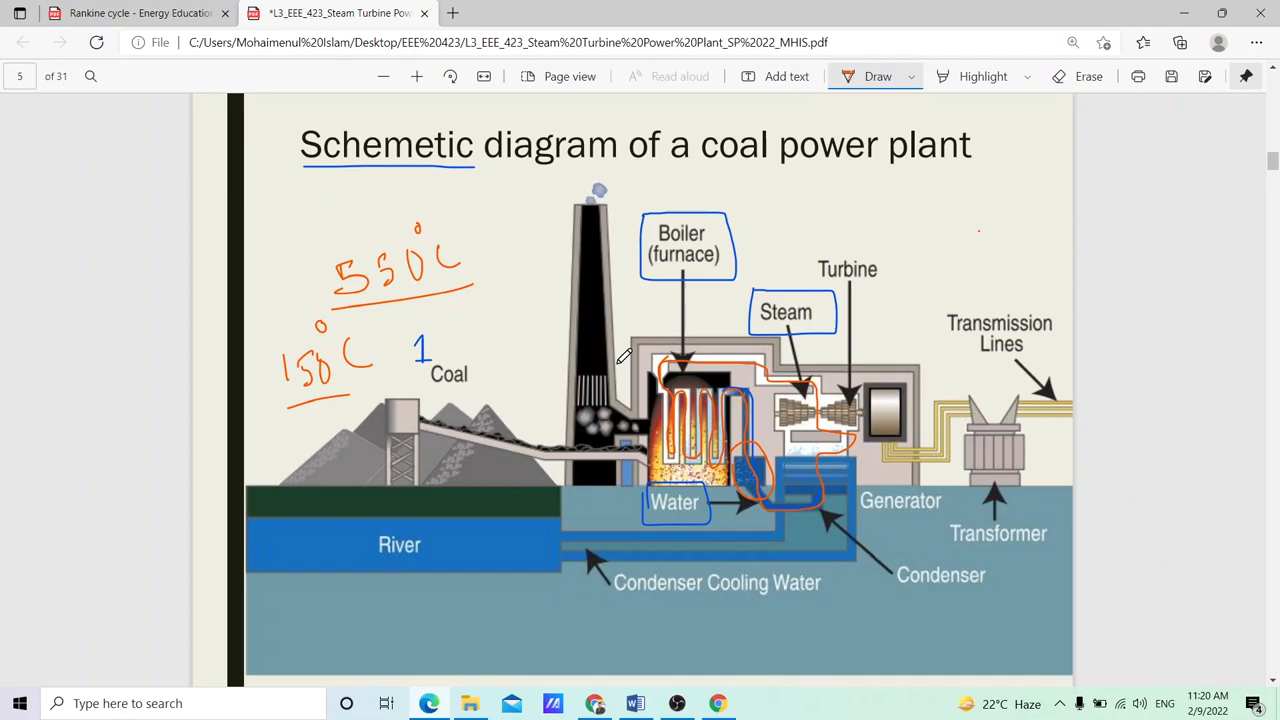 Rankine cycle - Energy Education
*L3_EEE_423_Steam Turbine Pow
File
C:/Users/Mohaimenul%20Islam/Desktop/EEE%20423/L3_EEE_423_Steam%20Turbine%20Power%20Plant_SP%2022_MHIS.pdf
5 of 31
Page view
Read aloud
Add text
Draw
Highlight
Erase
Schemetic diagram of a coal power plant
Boiler
(furnace)
550°C
Turbine
Steam
Transmission
Lines
150°C
1
Coal
Water
Generator
Transformer
River
Condenser
Condenser Cooling Water
Type here to search
22°C Haze
ENG
11:20 AM
2/9/2022
4